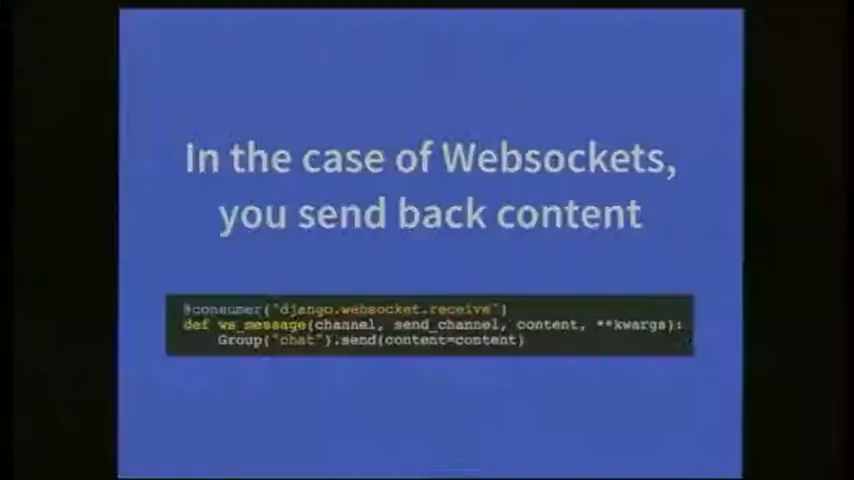 In the case of Websockets,
you send back content
@consumer("django.websocket.receive")
def ws_message(channel, send_channel, content, **kwargs):
Group("chat").send(content=content)